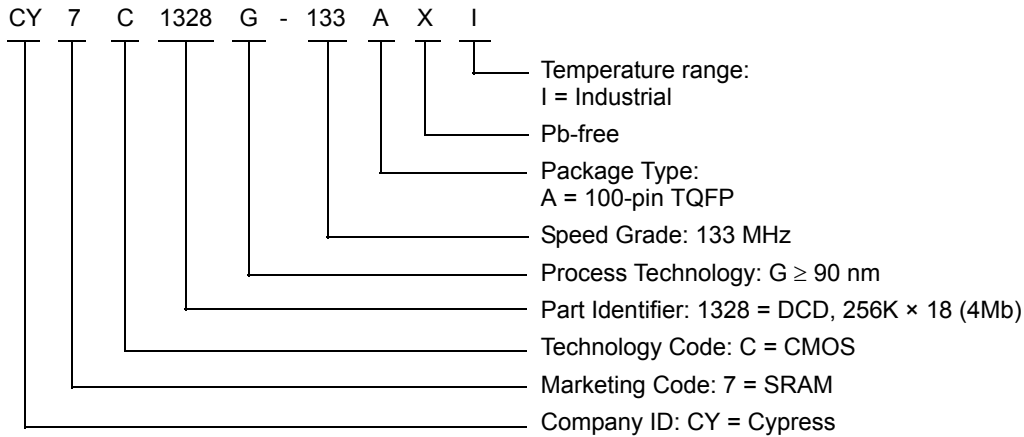 CY 7 C 1328 G - 133 A X I
Temperature range:
I = Industrial
Pb-free
Package Type:
A = 100-pin TQFP
Speed Grade: 133 MHz
Process Technology: G ≥ 90 nm
Part Identifier: 1328 = DCD, 256K × 18 (4Mb)
Technology Code: C = CMOS
Marketing Code: 7 = SRAM
Company ID: CY = Cypress